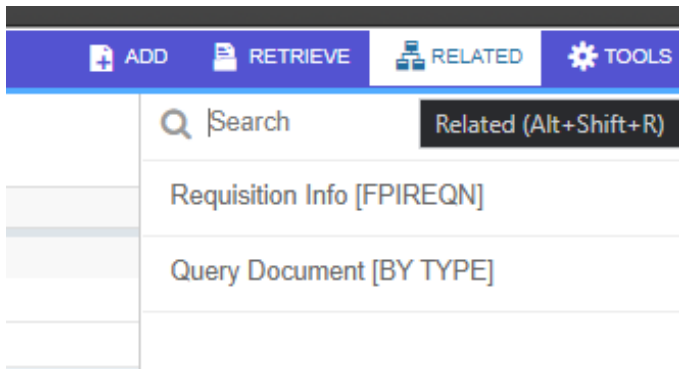 ADD RETRIEVE RELATED TOOLS
Search Related (Alt+Shift+R)
Requisition Info [FPIREQN]
Query Document [BY TYPE]